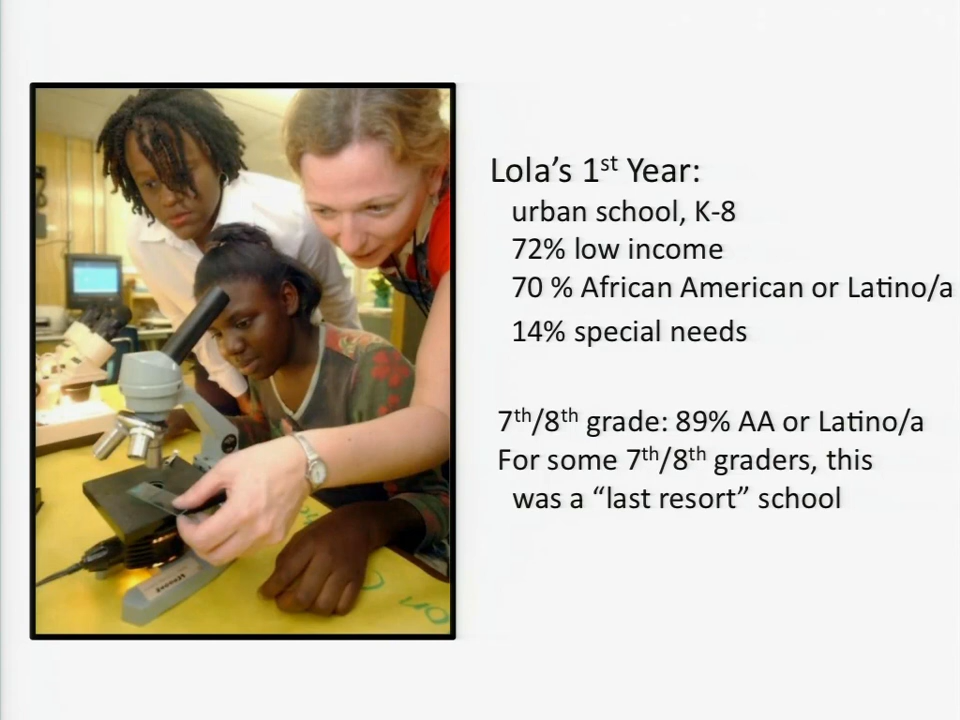 Lola’s 1st Year:
urban school, K-8
72% low income
70 % African American or Latino/a
14% special needs
7th/8th grade: 89% AA or Latino/a
For some 7th/8th graders, this
was a “last resort” school
on